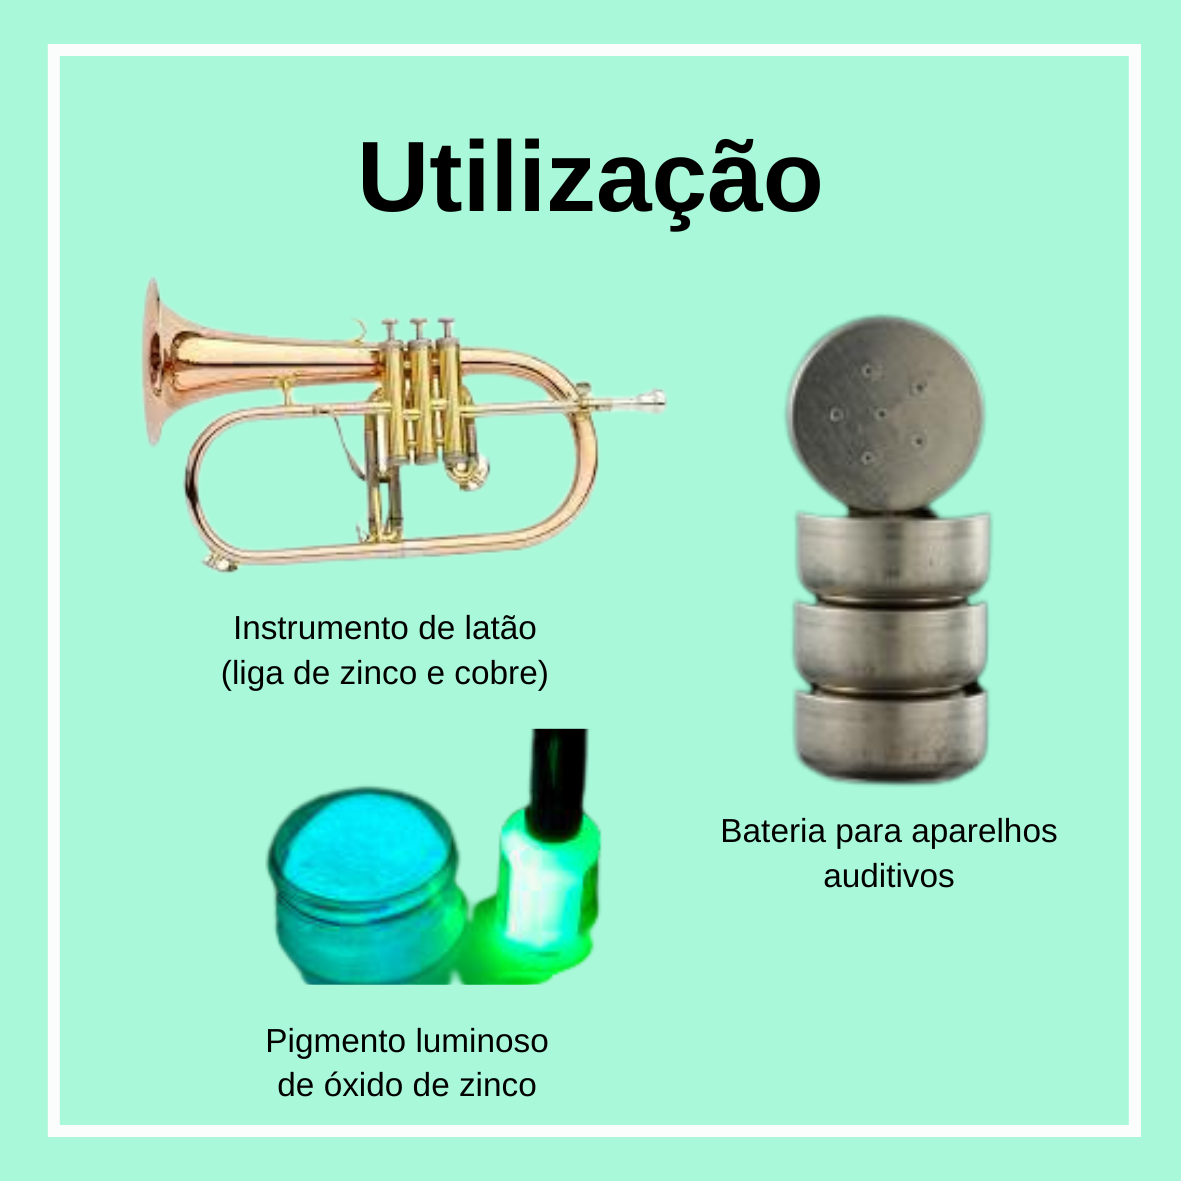 Utilização
Instrumento de latão
(liga de zinco e cobre)
Bateria para aparelhos
auditivos
Pigmento luminoso
de óxido de zinco